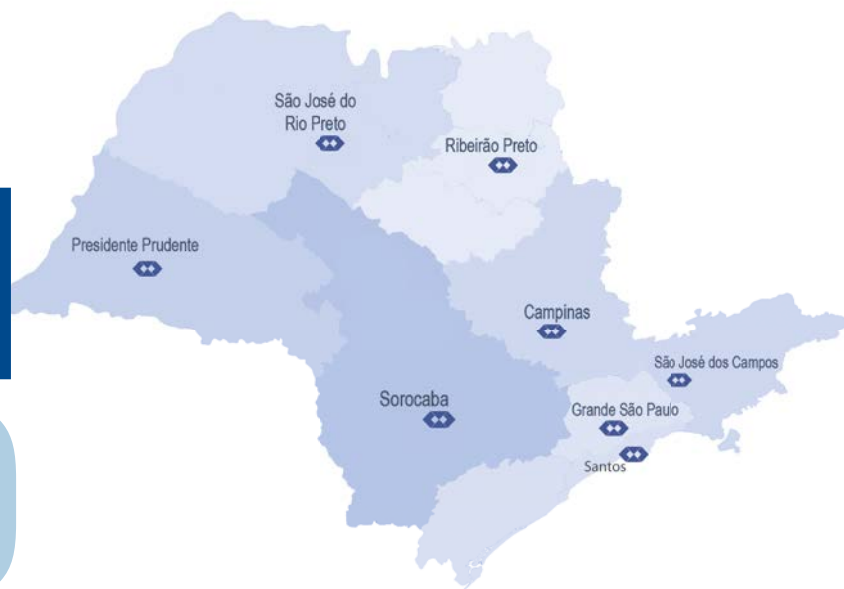 São José do
Rio Preto
Ribeirão Preto
Presidente Prudente
Campinas
São José dos Campos
Sorocaba
Grande São Paulo
Santos